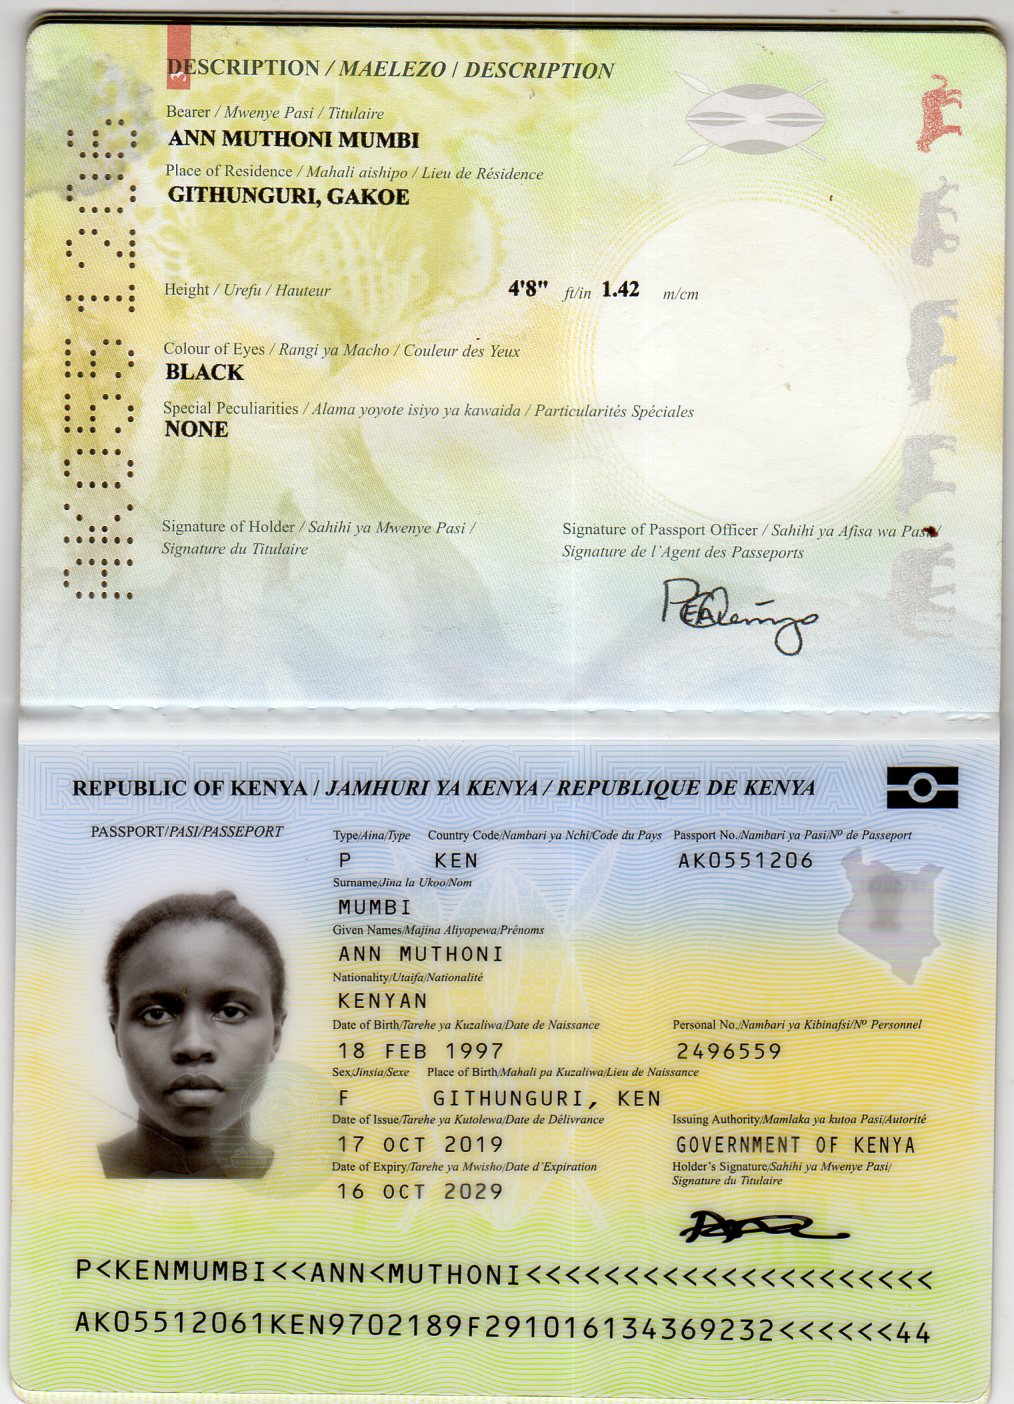 3
DESCRIPTION / MAELEZO / DESCRIPTION
Bearer / Mwenye Pasi / Titulaire
ANN MUTHONI MUMBI
Place of Residence / Mahali aishipo / Lieu de Résidence
GITHUNGURI, GAKOE
Height / Urefu / Hauteur 4'8" ft/in 1.42 m/cm
Colour of Eyes / Rangi ya Macho / Couleur des Yeux
BLACK
Special Peculiarities / Alama yoyote isiyo ya kawaida / Particularités Spéciales
NONE
Signature of Holder / Sahihi ya Mwenye Pasi /
Signature du Titulaire
Signature of Passport Officer / Sahihi ya Afisa wa Pasi/
Signature de l'Agent des Passeports
AK0551206
REPUBLIC OF KENYA / JAMHURI YA KENYA / REPUBLIQUE DE KENYA
PASSPORT/PASI/PASSEPORT
Type/Aina/Type Country Code/Nambari ya Nchi/Code du Pays Passport No./Nambari ya Pasi/Nº de Passeport
P KEN AK0551206
Surname/Jina la Ukoo/Nom
MUMBI
Given Names/Majina Aliyopewa/Prénoms
ANN MUTHONI
Nationality/Utaifa/Nationalité
KENYAN
Date of Birth/Tarehe ya Kuzaliwa/Date de Naissance Personal No./Nambari ya Kibinafsi/Nº Personnel
18 FEB 1997 2496559
Sex/Jinsia/Sexe Place of Birth/Mahali pa Kuzaliwa/Lieu de Naissance
F GITHUNGURI, KEN
Date of Issue/Tarehe ya Kutolewa/Date de Délivrance Issuing Authority/Mamlaka ya kutoa Pasi/Autorité
17 OCT 2019 GOVERNMENT OF KENYA
Date of Expiry/Tarehe ya Mwisho/Date d'Expiration Holder's Signature/Sahihi ya Mwenye Pasi/
Signature du Titulaire
16 OCT 2029
P<KENMUMBI<<ANN<MUTHONI<<<<<<<<<<<<<<<<<<<<<
AK05512061KEN9702189F291016134369232<<<<<<44